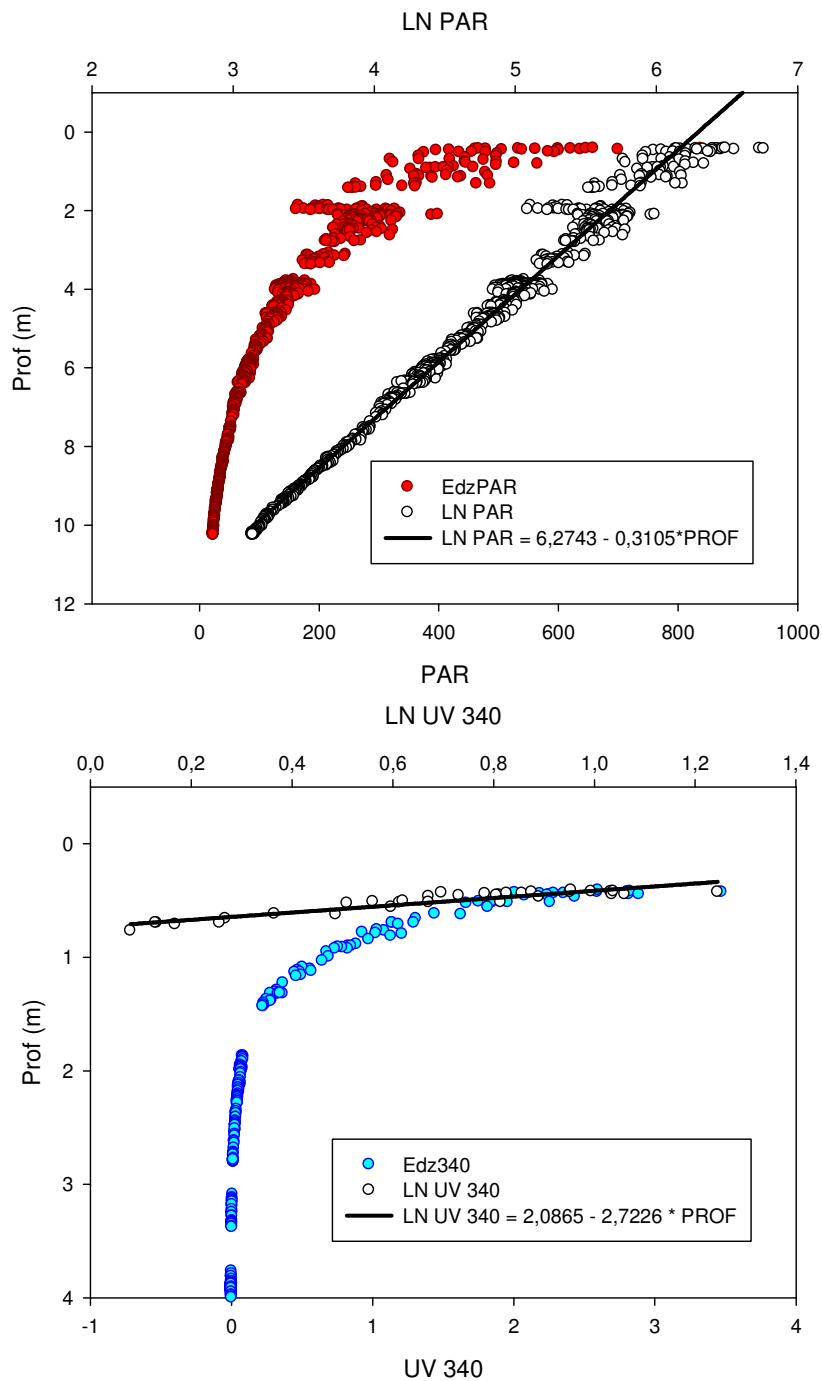 LN PAR
2 3 4 5 6 7
0
2
4
6
8
10
12
Prof (m)
EdzPAR
LN PAR
LN PAR = 6,2743 - 0,3105*PROF
0 200 400 600 800 1000
PAR
LN UV 340
0,0 0,2 0,4 0,6 0,8 1,0 1,2 1,4
0
1
2
3
4
Prof (m)
Edz340
LN UV 340
LN UV 340 = 2,0865 - 2,7226 * PROF
-1 0 1 2 3 4
UV 340